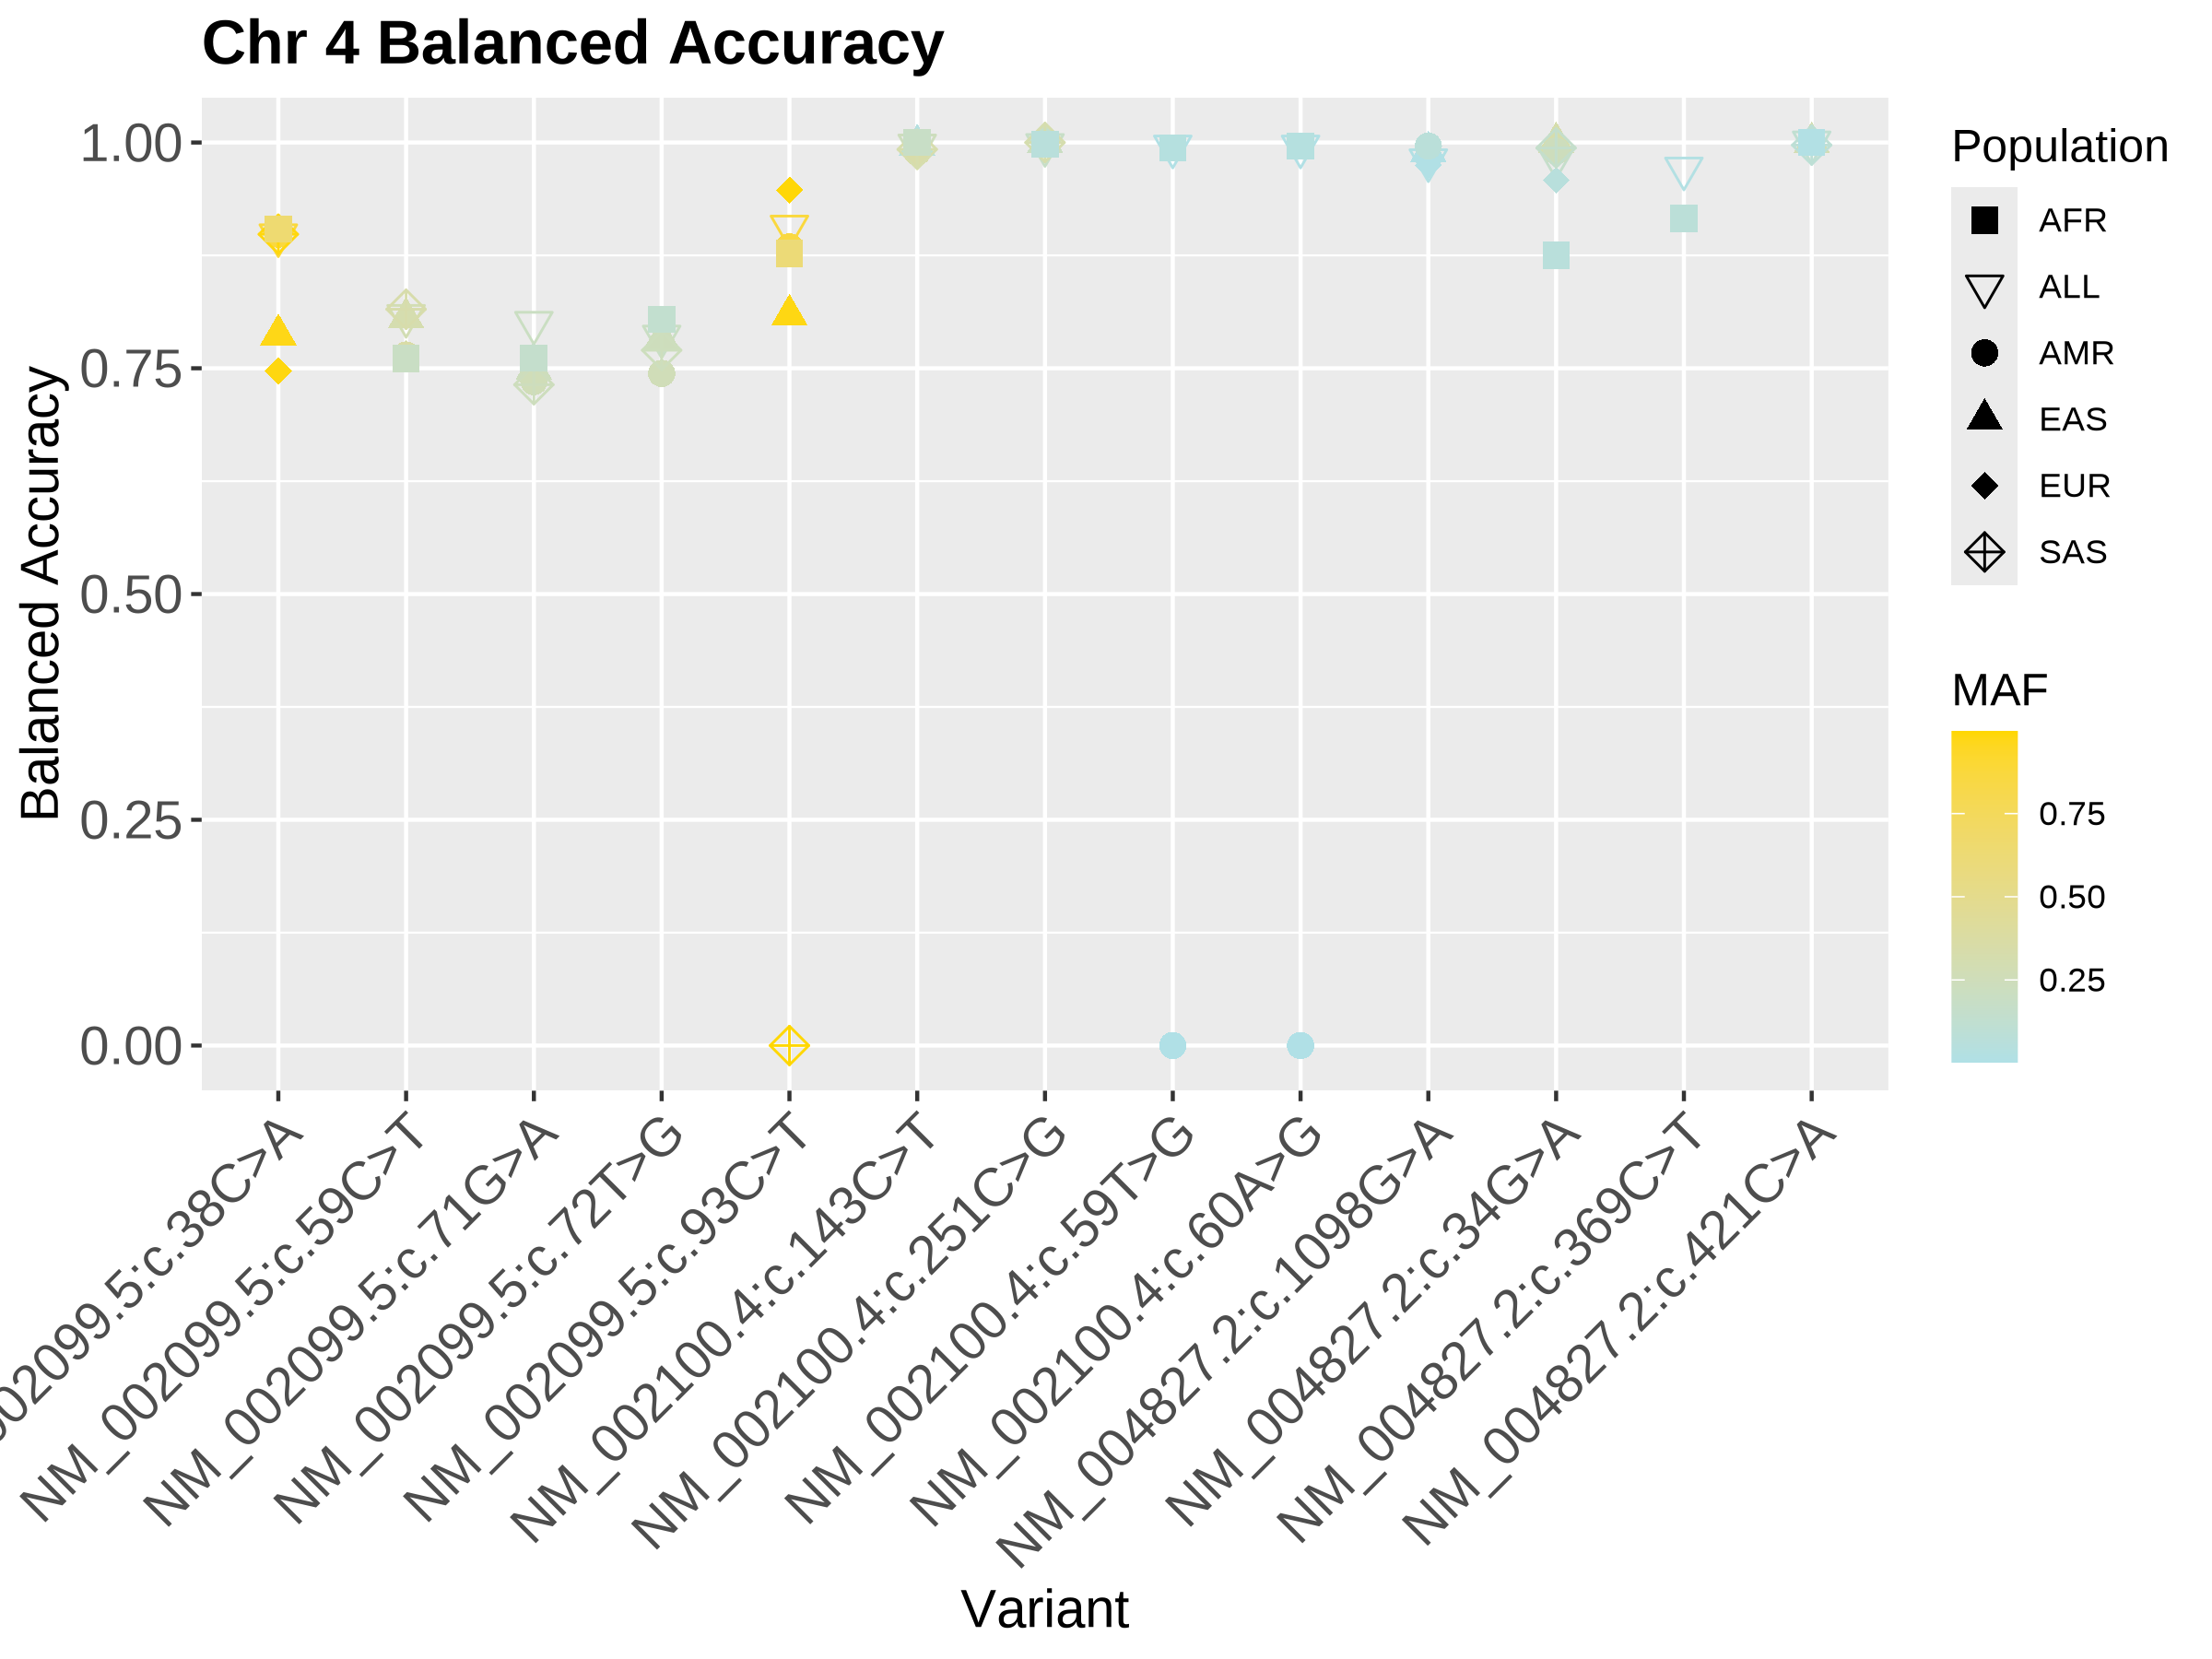 Chr 4 Balanced Accuracy
Balanced Accuracy
1.00
0.75
0.50
0.25
0.00
002099.5:c.38C>A
NM_002099.5:c.59C>T
NM_002099.5:c.71G>A
NM_002099.5:c.72T>G
NM_002099.5:c.93C>T
NM_002100.4:c.143C>T
NM_002100.4:c.251C>G
NM_002100.4:c.59T>G
NM_002100.4:c.60A>G
NM_004827.2:c.1098G>A
NM_004827.2:c.34G>A
NM_004827.2:c.369C>T
NM_004827.2:c.421C>A
Variant
Population
AFR
ALL
AMR
EAS
EUR
SAS
MAF
0.75
0.50
0.25